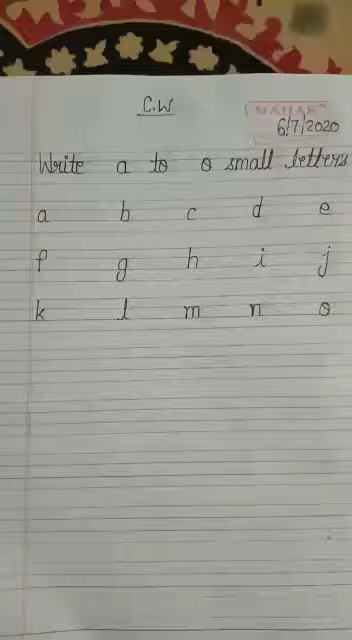 C.W
6/7/2020
Write a to o small letters
a b c d e
f g h i j
k l m n o